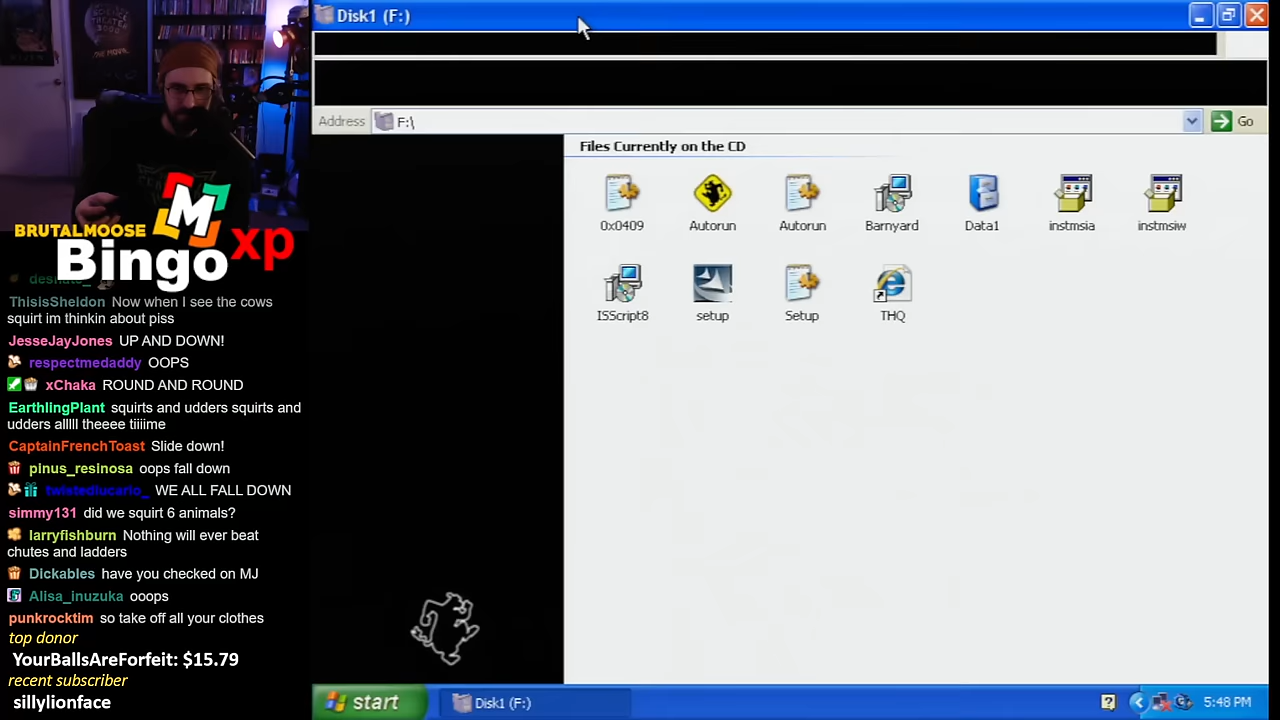 BRUTALMOOSE
M
Bingo xp
ThisisSheldon Now when I see the cows
squirt im thinkin about piss
JesseJayJones UP AND DOWN!
respectmedaddy OOPS
xChaka ROUND AND ROUND
EarthlingPlant squirts and udders squirts and
udders alllll theeee tiiiime
CaptainFrenchToast Slide down!
pinus_resinosa oops fall down
twistedlucario_ WE ALL FALL DOWN
simmy131 did we squirt 6 animals?
larryfishburn Nothing will ever beat
chutes and ladders
Dickables have you checked on MJ
Alisa_inuzuka ooops
punkrocktim so take off all your clothes
top donor
YourBallsAreForfeit: $15.79
recent subscriber
sillylionface
Disk1 (F:)
Address F:\ Go
Files Currently on the CD
0x0409 Autorun Autorun Barnyard Data1 instmsia instmsiw
ISScript8 setup Setup THQ
start Disk1 (F:) 5:48 PM